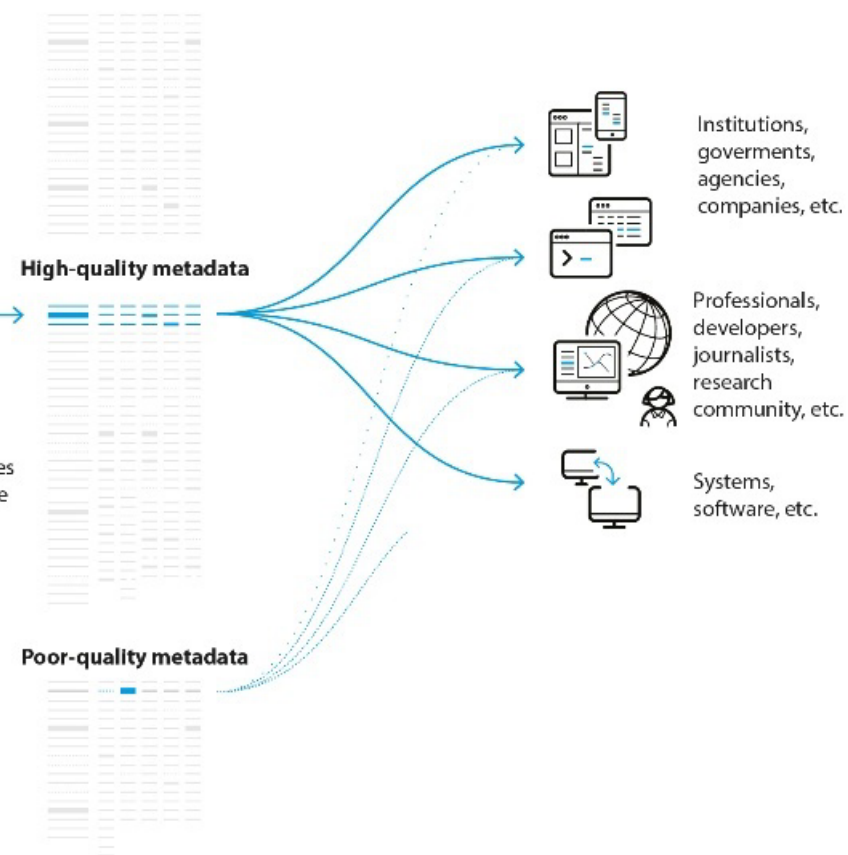 Institutions,
goverments,
agencies,
companies, etc.
High-quality metadata
Professionals,
developers,
journalists,
research
community, etc.
Systems,
software, etc.
Poor-quality metadata